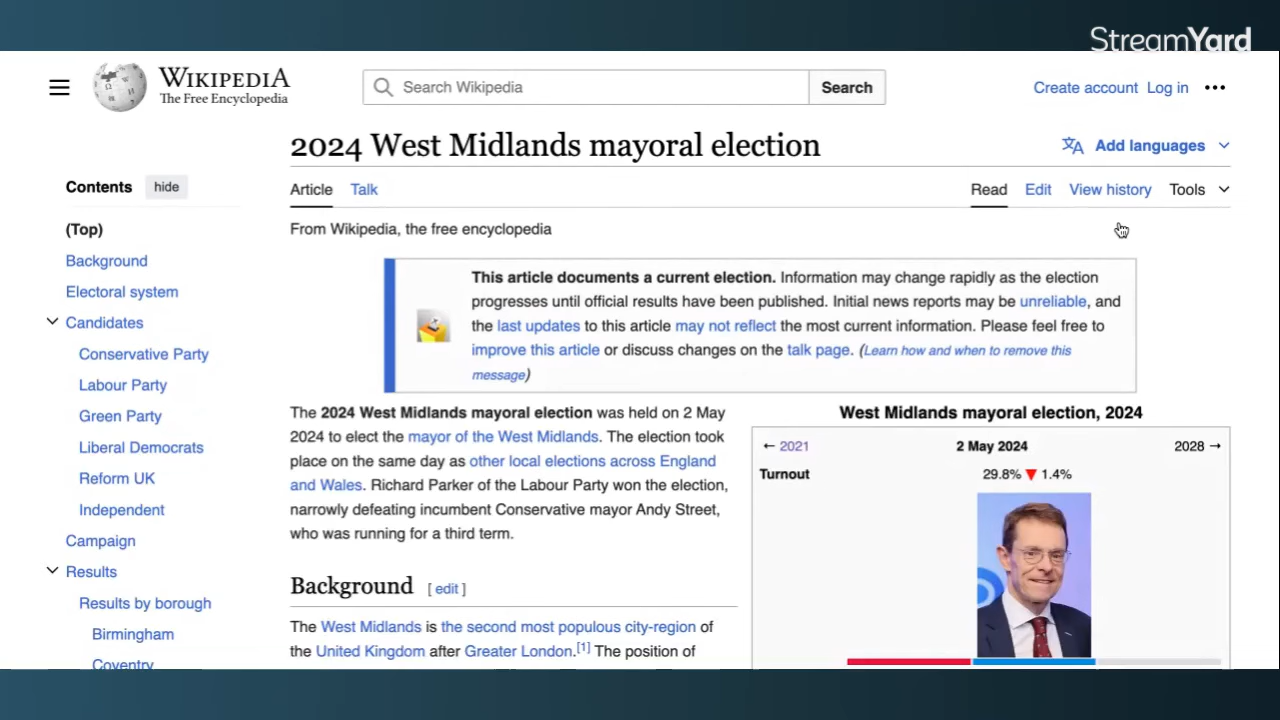 StreamYard
WIKIPEDIA
The Free Encyclopedia
Search Wikipedia
Search
Create account Log in
2024 West Midlands mayoral election
Add languages
Contents hide
Article Talk
Read Edit View history Tools
(Top)
Background
Electoral system
Candidates
Conservative Party
Labour Party
Green Party
Liberal Democrats
Reform UK
Independent
Campaign
Results
Results by borough
Birmingham
Coventry
From Wikipedia, the free encyclopedia
This article documents a current election. Information may change rapidly as the election
progresses until official results have been published. Initial news reports may be unreliable, and
the last updates to this article may not reflect the most current information. Please feel free to
improve this article or discuss changes on the talk page. (Learn how and when to remove this
message)
The 2024 West Midlands mayoral election was held on 2 May
2024 to elect the mayor of the West Midlands. The election took
place on the same day as other local elections across England
and Wales. Richard Parker of the Labour Party won the election,
narrowly defeating incumbent Conservative mayor Andy Street,
who was running for a third term.
Background [ edit ]
The West Midlands is the second most populous city-region of
the United Kingdom after Greater London.[1] The position of
West Midlands mayoral election, 2024
← 2021 2 May 2024 2028 →
Turnout 29.8% ▼ 1.4%